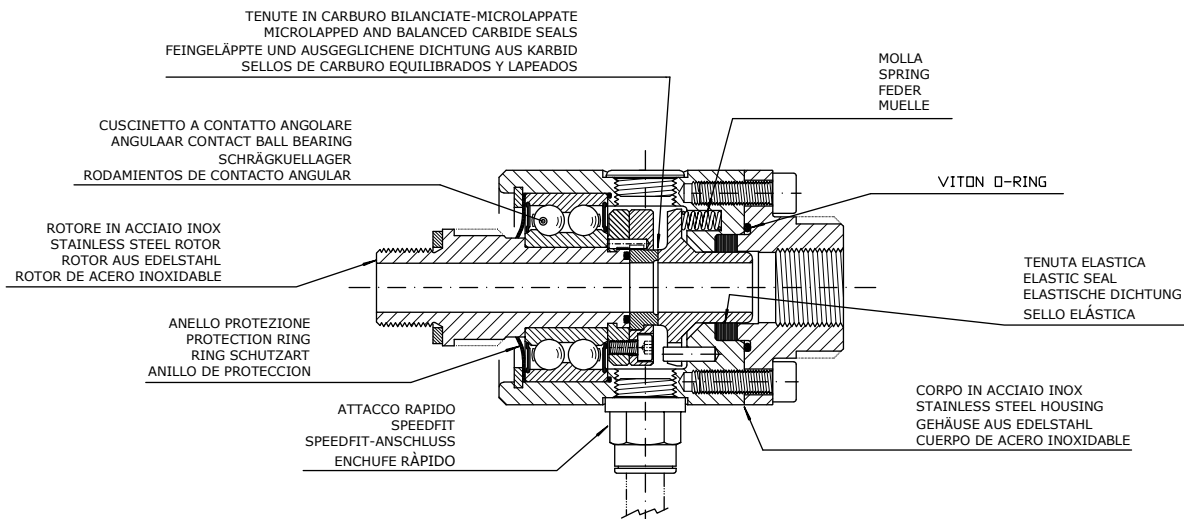 TENUTE IN CARBURO BILANCIATE-MICROLAPPATE
MICROLAPPED AND BALANCED CARBIDE SEALS
FEINGELÄPPTE UND AUSGEGLICHENE DICHTUNG AUS KARBID
SELLOS DE CARBURO EQUILIBRADOS Y LAPEADOS
MOLLA
SPRING
FEDER
MUELLE
CUSCINETTO A CONTATTO ANGOLARE
ANGULAAR CONTACT BALL BEARING
SCHRÄGKUELLAGER
RODAMIENTOS DE CONTACTO ANGULAR
VITON O-RING
ROTORE IN ACCIAIO INOX
STAINLESS STEEL ROTOR
ROTOR AUS EDELSTAHL
ROTOR DE ACERO INOXIDABLE
TENUTA ELASTICA
ELASTIC SEAL
ELASTISCHE DICHTUNG
SELLO ELÁSTICA
ANELLO PROTEZIONE
PROTECTION RING
RING SCHUTZART
ANILLO DE PROTECCION
ATTACCO RAPIDO
SPEEDFIT
SPEEDFIT-ANSCHLUSS
ENCHUFE RÀPIDO
CORPO IN ACCIAIO INOX
STAINLESS STEEL HOUSING
GEHÄUSE AUS EDELSTAHL
CUERPO DE ACERO INOXIDABLE